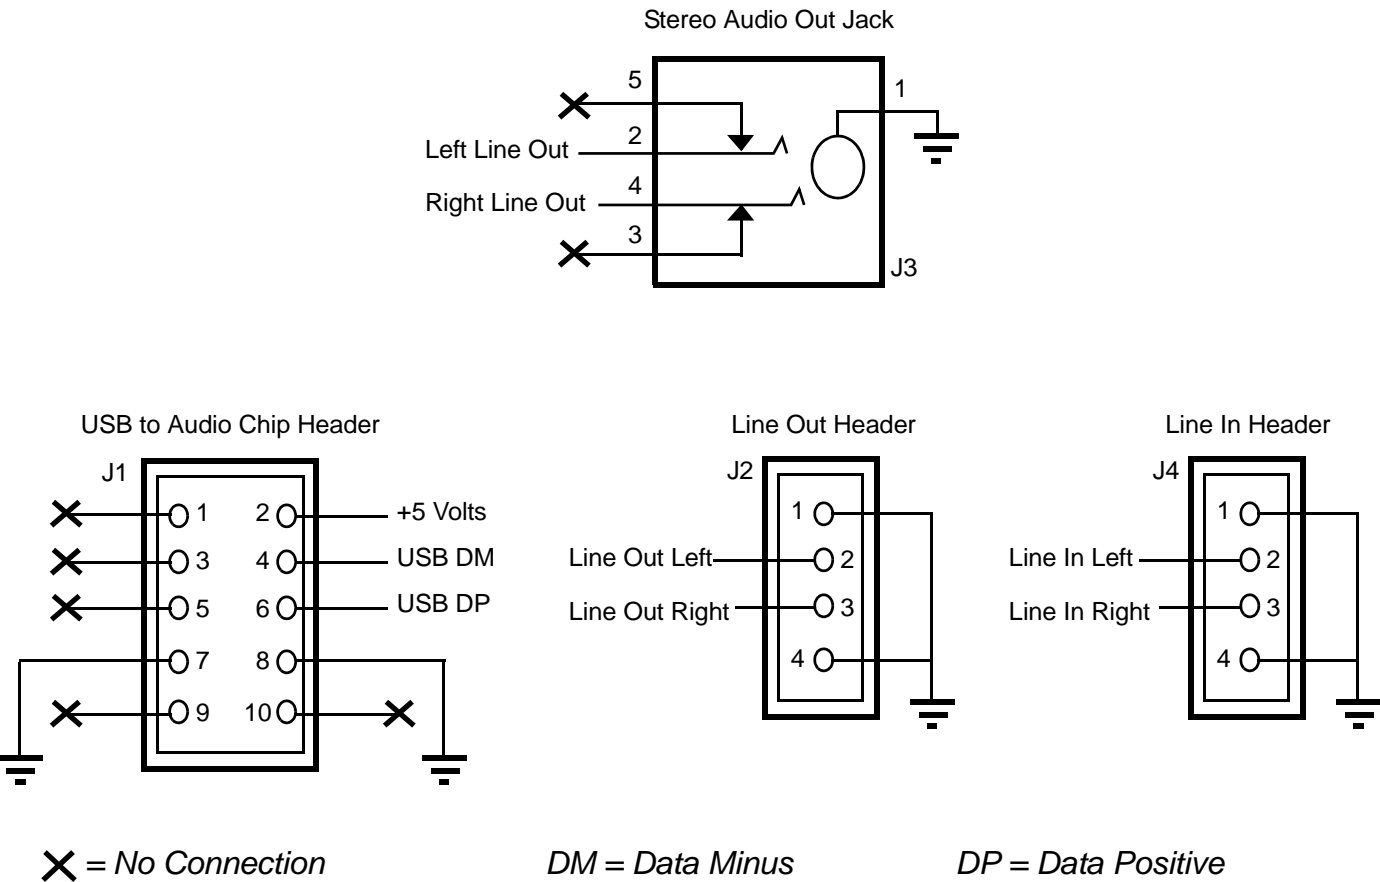 Stereo Audio Out Jack
5
1
Left Line Out
2
Right Line Out
4
3
J3
USB to Audio Chip Header
J1
1 2 +5 Volts
3 4 USB DM
5 6 USB DP
7 8
9 10
Line Out Header
J2
1
Line Out Left 2
Line Out Right 3
4
Line In Header
J4
1
Line In Left 2
Line In Right 3
4
= No Connection
DM = Data Minus
DP = Data Positive